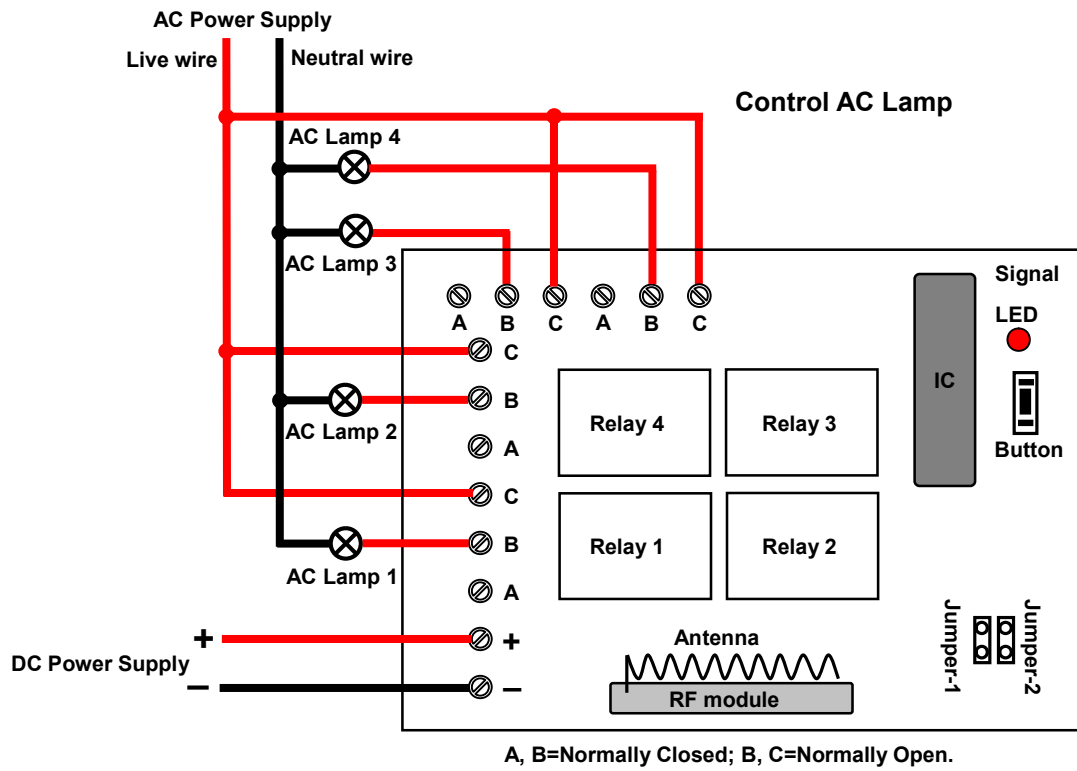 AC Power Supply
Live wire
Neutral wire
Control AC Lamp
AC Lamp 4
AC Lamp 3
Signal
LED
A
B
C
A
B
C
C
B
AC Lamp 2
A
C
B
AC Lamp 1
A
Relay 4
Relay 3
IC
Button
Relay 1
Relay 2
+
+
DC Power Supply
−
−
Antenna
RF module
Jumper-1
Jumper-2
A, B=Normally Closed; B, C=Normally Open.